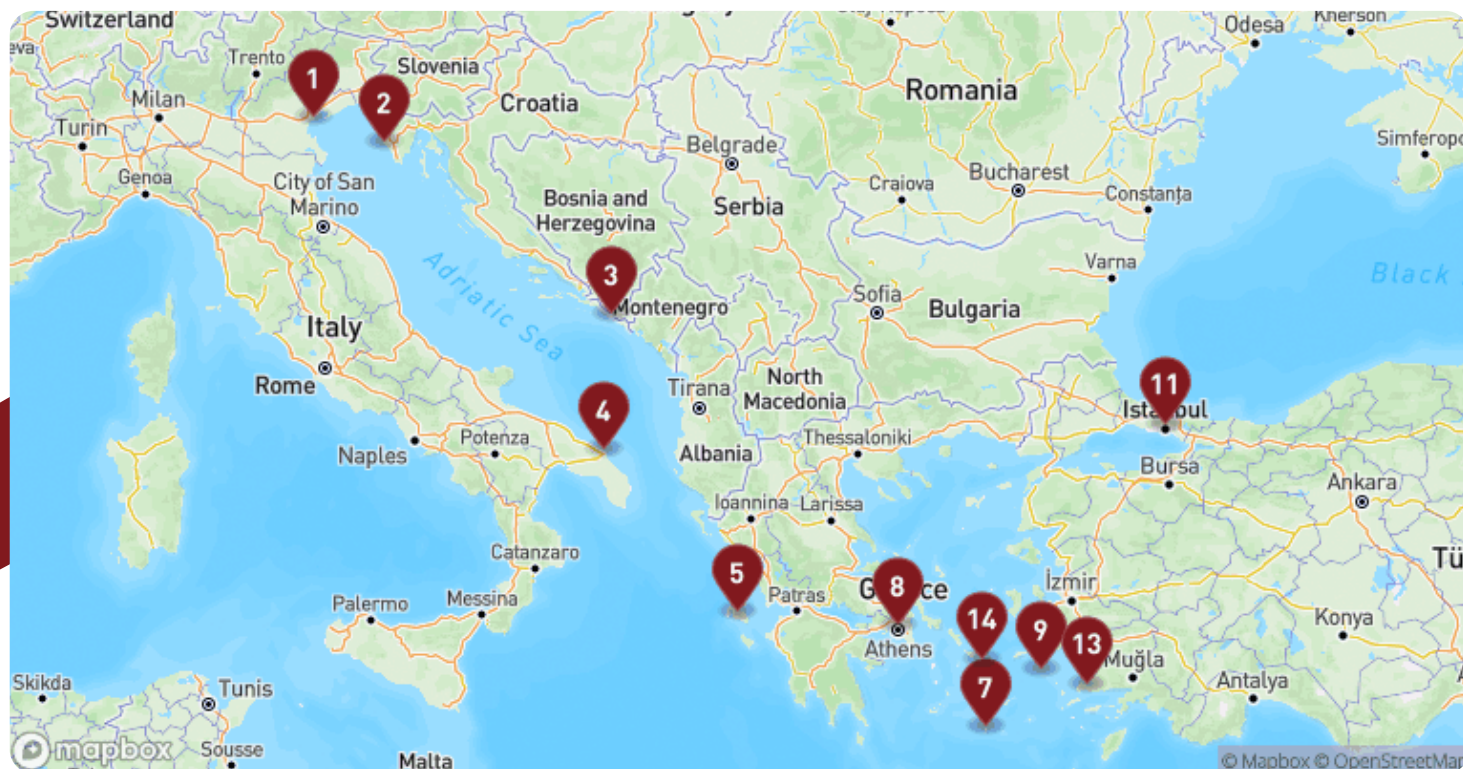 Switzerland
Odesa
Kherson
Trento
1
Slovenia
2
Croatia
Romania
Milan
Turin
Simferopo
Belgrade
Genoa
City of San
Marino
Craiova
Bucharest
Constanța
Bosnia and
Herzegovina
Serbia
Varna
Adriatic Sea
3
Montenegro
Sofia
Bulgaria
Black
Italy
Rome
Tirana
North
Macedonia
11
Istanbul
4
Naples
Potenza
Albania
Thessaloniki
Bursa
Ankara
Ioannina
Larissa
Catanzaro
5
8
İzmir
Tü
Palermo
Messina
Patras
14
9
13
Konya
Athens
Muğla
Skikda
Tunis
7
Antalya
mapbox
Sousse
Malta
© Mapbox © OpenStreetMap